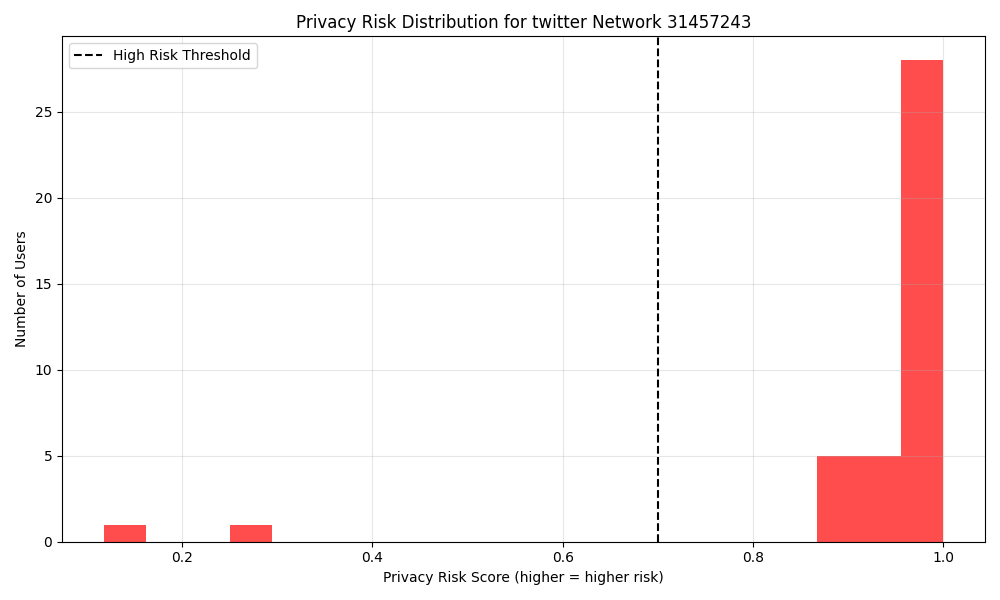 Privacy Risk Distribution for twitter Network 31457243
High Risk Threshold
Number of Users
25
20
15
10
5
0
0.2
0.4
0.6
0.8
1.0
Privacy Risk Score (higher = higher risk)